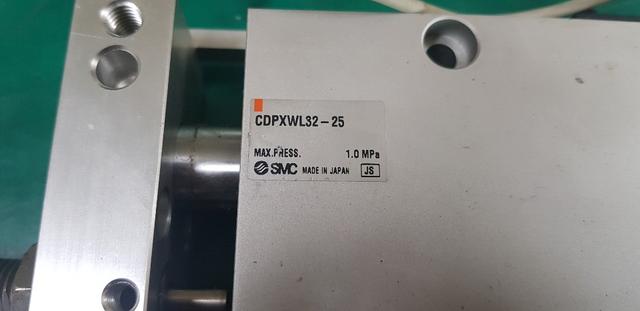 CDPXWL32-25
MAX.PRESS. 1.0 MPa
SMC MADE IN JAPAN JS